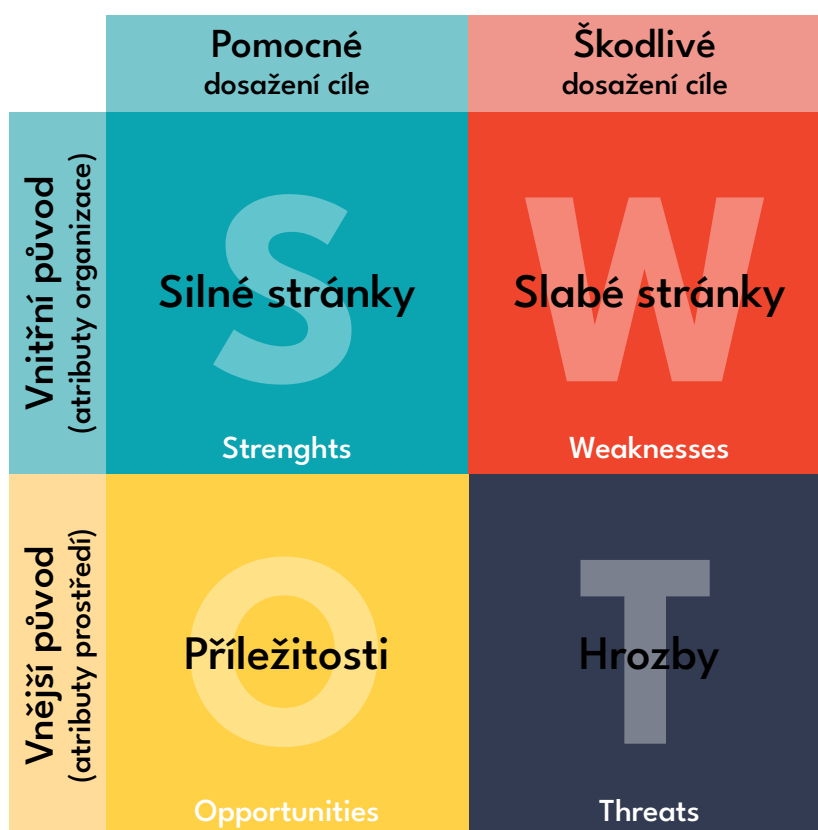 Pomocné
dosažení cíle
Škodlivé
dosažení cíle
Vnitřní původ
(atributy organizace)
S
Silné stránky
Strenghts
W
Slabé stránky
Weaknesses
Vnější původ
(atributy prostředí)
O
Příležitosti
Opportunities
T
Hrozby
Threats